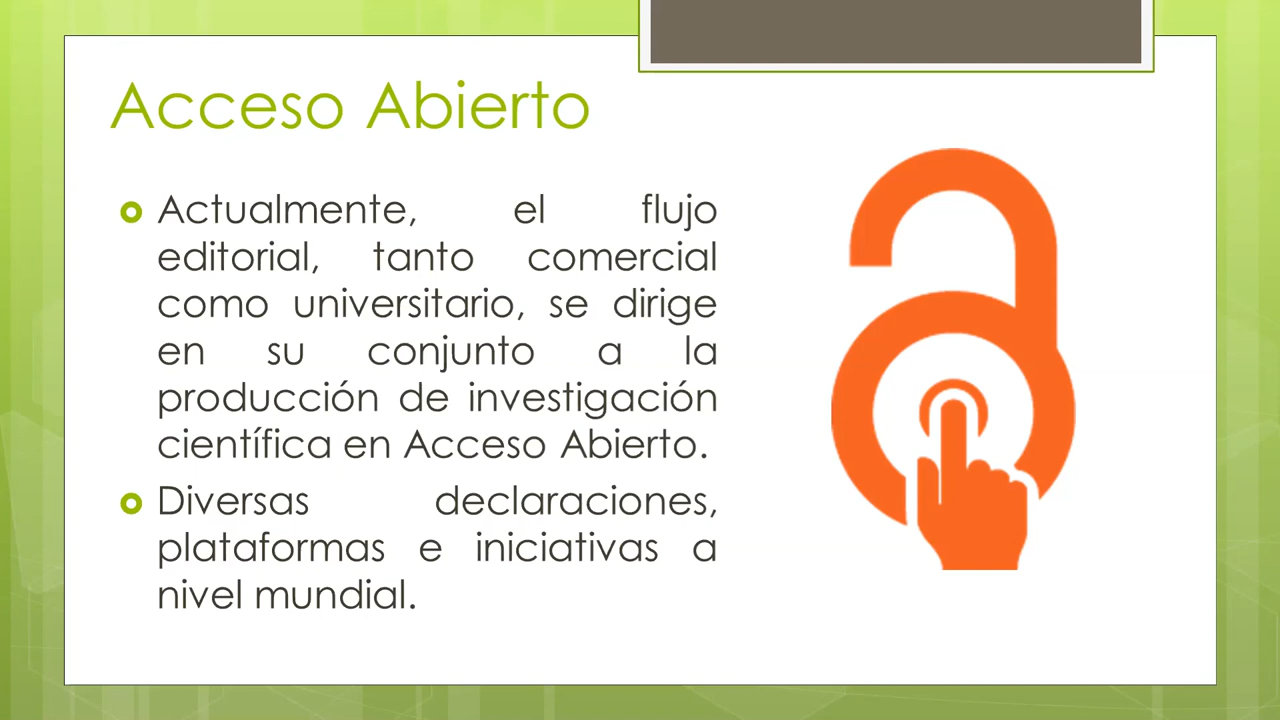 Acceso Abierto
Actualmente, el flujo
editorial, tanto comercial
como universitario, se dirige
en su conjunto a la
producción de investigación
científica en Acceso Abierto.
Diversas declaraciones,
plataformas e iniciativas a
nivel mundial.